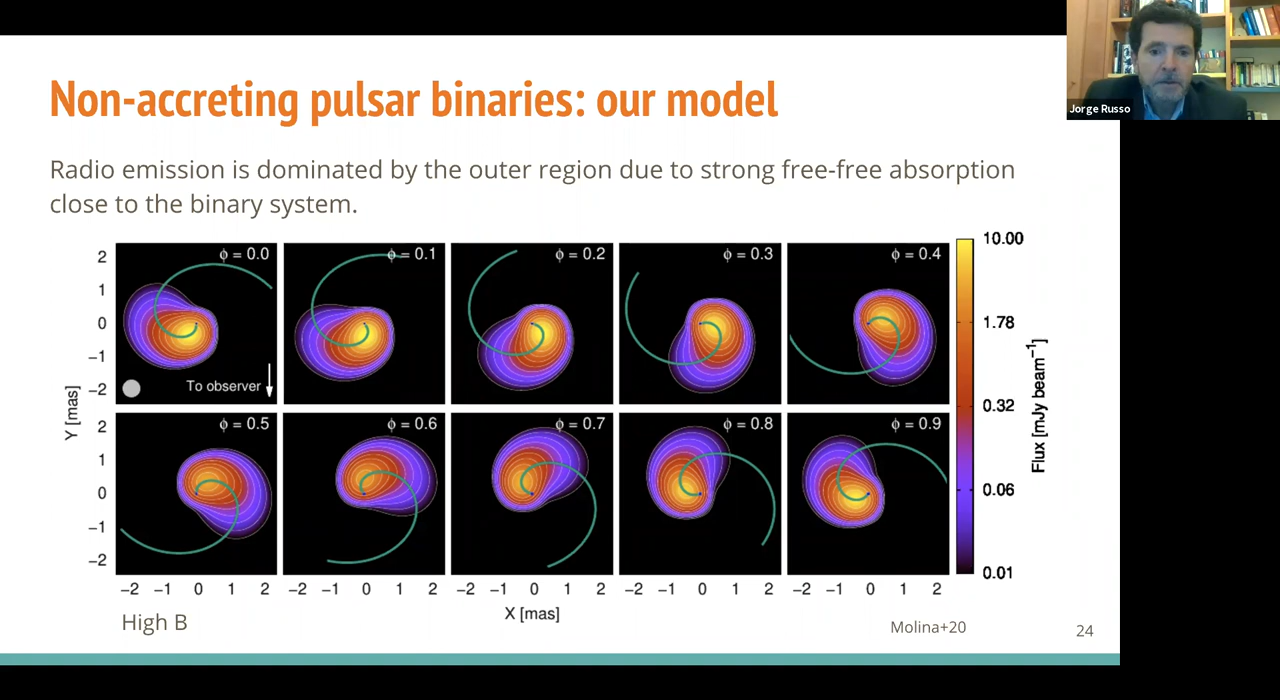 Non-accreting pulsar binaries: our model
Jorge Russo
Radio emission is dominated by the outer region due to strong free-free absorption
close to the binary system.
ϕ = 0.0
ϕ = 0.1
ϕ = 0.2
ϕ = 0.3
ϕ = 0.4
To observer
ϕ = 0.5
ϕ = 0.6
ϕ = 0.7
ϕ = 0.8
ϕ = 0.9
2
1
0
−1
−2
2
1
0
−1
−2
Y [mas]
−2 −1 0 1 2
−2 −1 0 1 2
−2 −1 0 1 2
−2 −1 0 1 2
−2 −1 0 1 2
X [mas]
10.00
1.78
0.32
0.06
0.01
Flux [mJy beam⁻¹]
High B
Molina+20
24